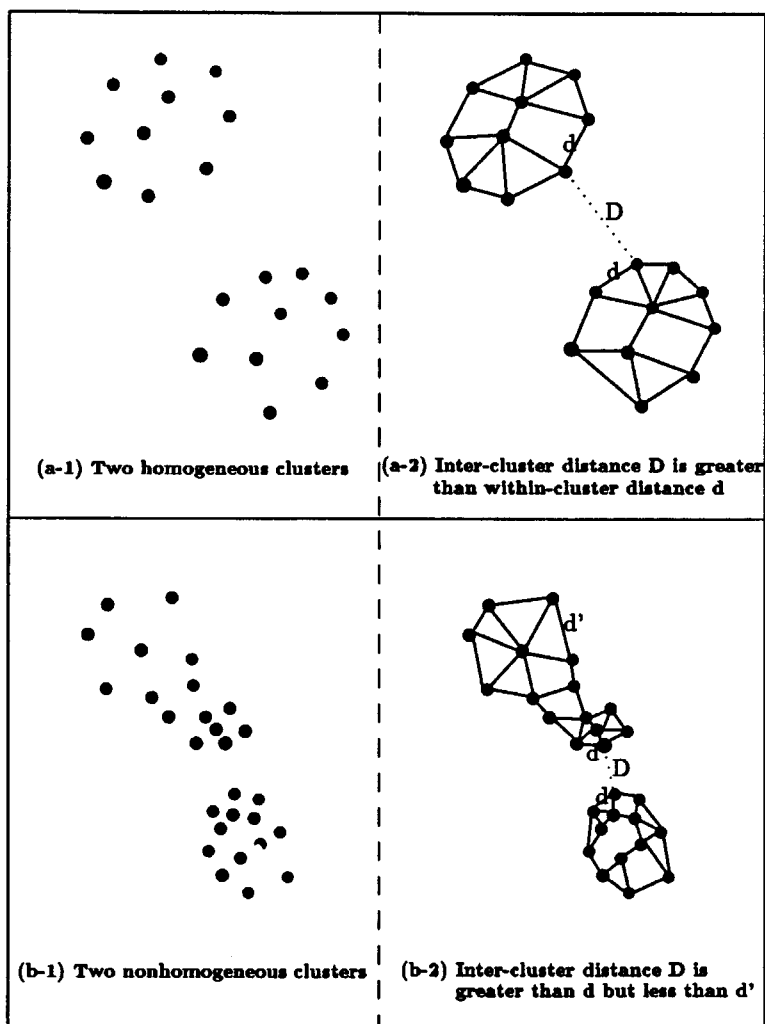 d
D
d
(a-1) Two homogeneous clusters
(a-2) Inter-cluster distance D is greater
than within-cluster distance d
d'
d
D
d
(b-1) Two nonhomogeneous clusters
(b-2) Inter-cluster distance D is
greater than d but less than d'